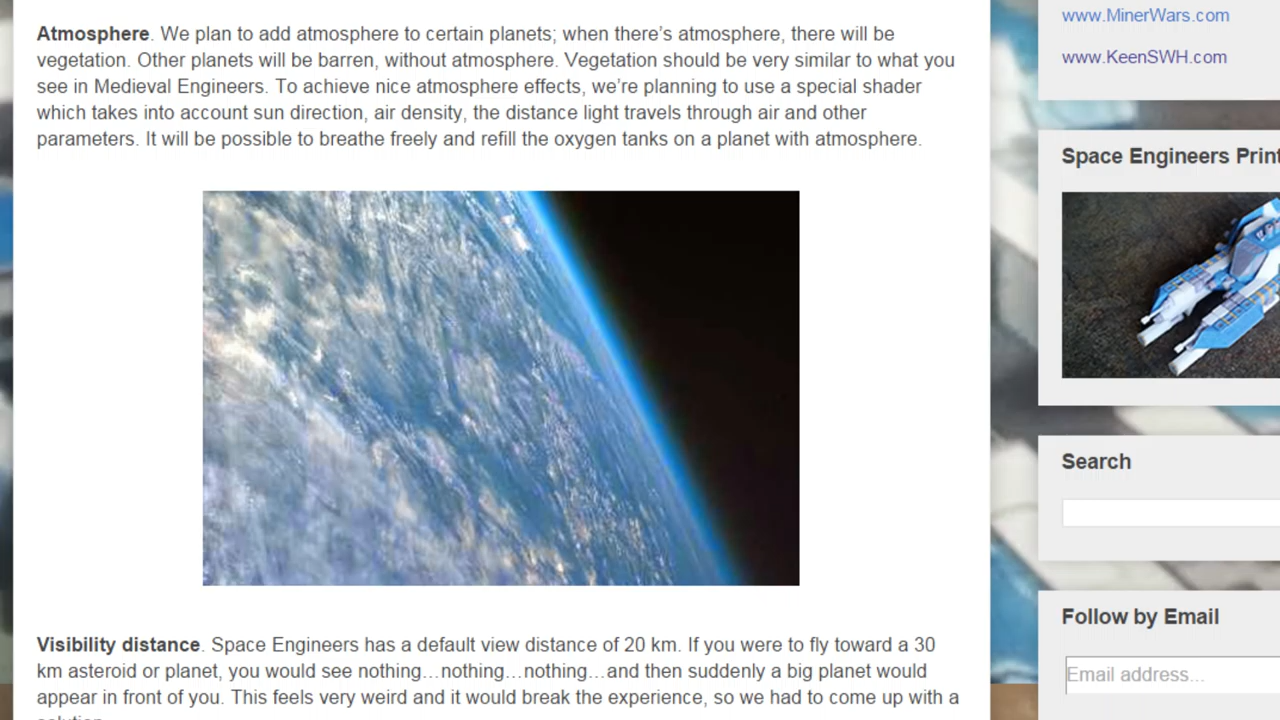 Atmosphere. We plan to add atmosphere to certain planets; when there’s atmosphere, there will be
vegetation. Other planets will be barren, without atmosphere. Vegetation should be very similar to what you
see in Medieval Engineers. To achieve nice atmosphere effects, we’re planning to use a special shader
which takes into account sun direction, air density, the distance light travels through air and other
parameters. It will be possible to breathe freely and refill the oxygen tanks on a planet with atmosphere.
Visibility distance. Space Engineers has a default view distance of 20 km. If you were to fly toward a 30
km asteroid or planet, you would see nothing…nothing…nothing…and then suddenly a big planet would
appear in front of you. This feels very weird and it would break the experience, so we had to come up with a
www.MinerWars.com
www.KeenSWH.com
Space Engineers Print
Search
Follow by Email
Email address...